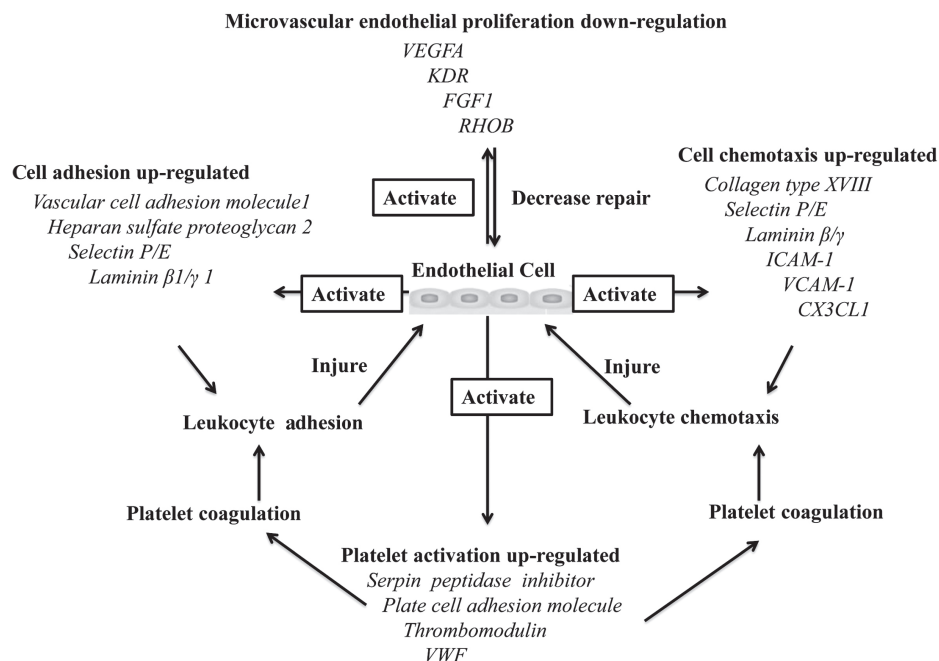 Microvascular endothelial proliferation down-regulation
VEGFA
KDR
FGF1
RHOB
Cell adhesion up-regulated
Vascular cell adhesion molecule1
Heparan sulfate proteoglycan 2
Selectin P/E
Laminin β1/γ 1
Activate
Decrease repair
Cell chemotaxis up-regulated
Collagen type XVIII
Selectin P/E
Laminin β/γ
ICAM-1
VCAM-1
CX3CL1
Endothelial Cell
Activate
Activate
Injure
Injure
Activate
Leukocyte adhesion
Leukocyte chemotaxis
Platelet coagulation
Platelet coagulation
Platelet activation up-regulated
Serpin peptidase inhibitor
Plate cell adhesion molecule
Thrombomodulin
VWF